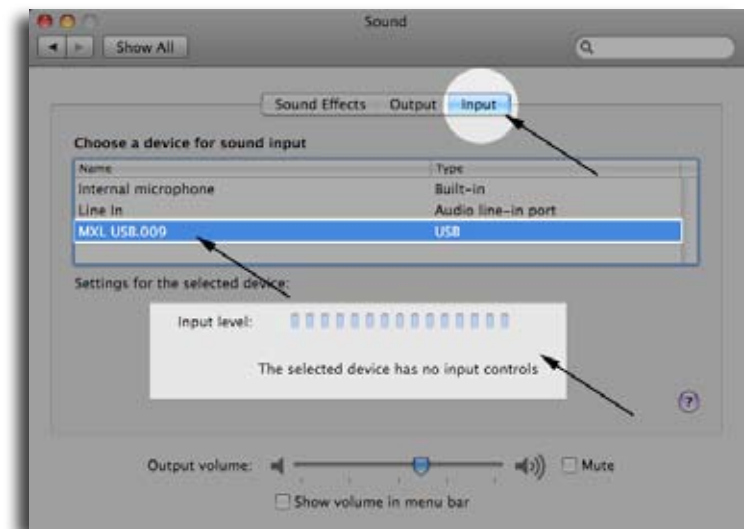 Sound
Show All
Sound Effects Output Input
Choose a device for sound input
Name Type
Internal microphone Built-in
Line In Audio line-in port
MXL USB.009 USB
Settings for the selected device:
Input level:
The selected device has no input controls
?
Output volume: Mute
Show volume in menu bar